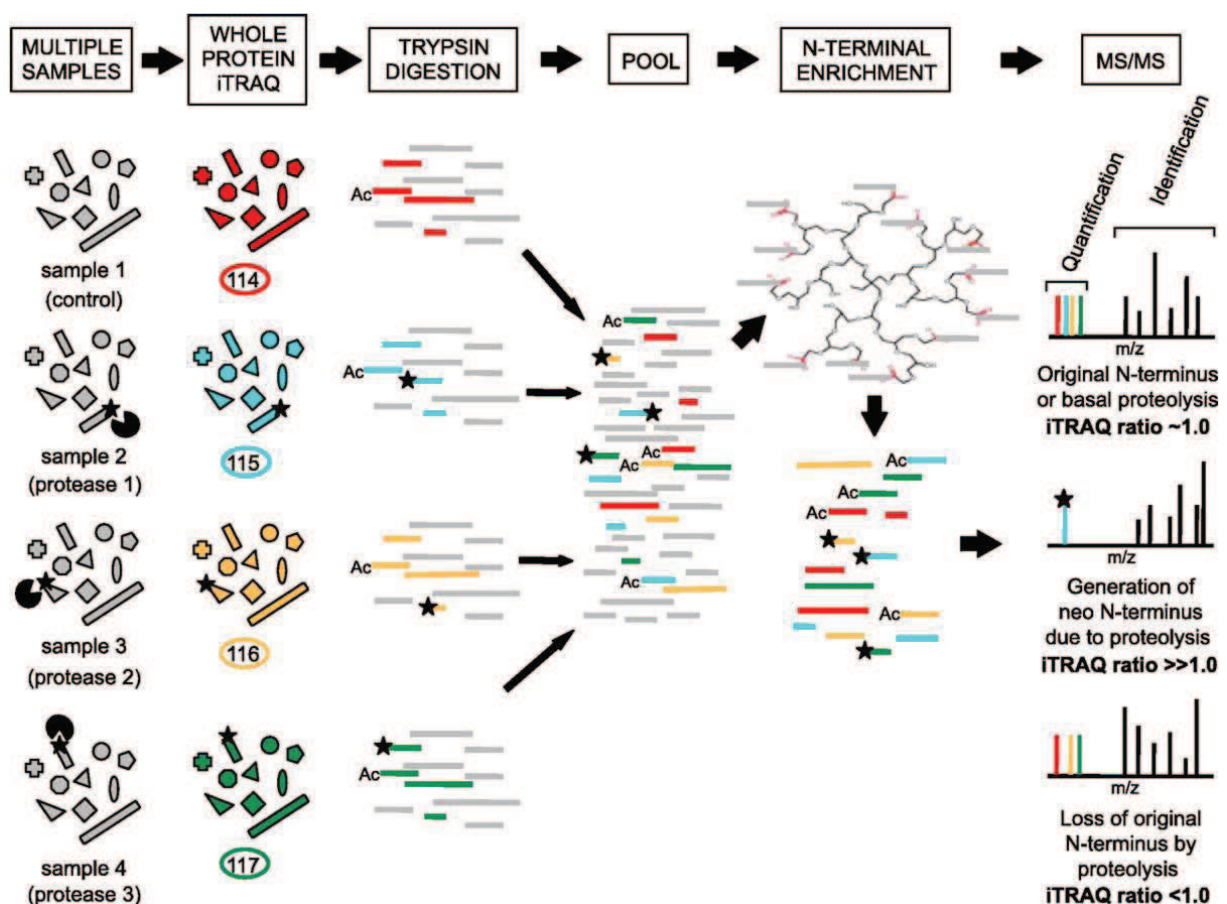 MULTIPLE
SAMPLES
WHOLE
PROTEIN
iTRAQ
TRYPSIN
DIGESTION
POOL
N-TERMINAL
ENRICHMENT
MS/MS
sample 1
(control)
114
Ac
sample 2
(protease 1)
115
Ac
sample 3
(protease 2)
116
Ac
sample 4
(protease 3)
117
Ac
Ac
Ac
Ac
Ac
Ac
Ac
Ac
Ac
Quantification
Identification
m/z
Original N-terminus
or basal proteolysis
iTRAQ ratio ~1.0
m/z
Generation of
neo N-terminus
due to proteolysis
iTRAQ ratio >>1.0
m/z
Loss of original
N-terminus by
proteolysis
iTRAQ ratio <1.0